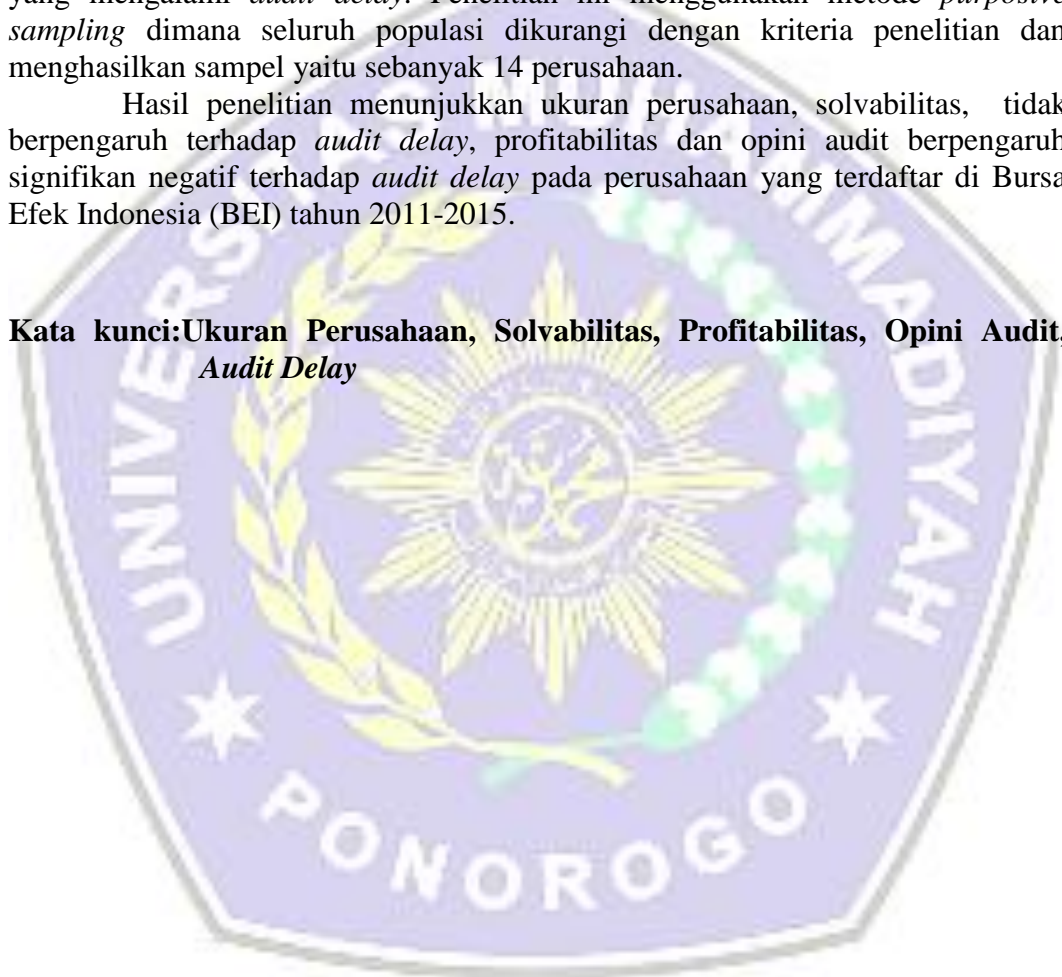 yang mengalami audit delay. Penelitian ini menggunakan metode purposive
sampling dimana seluruh populasi dikurangi dengan kriteria penelitian dan
menghasilkan sampel yaitu sebanyak 14 perusahaan.
Hasil penelitian menunjukkan ukuran perusahaan, solvabilitas, tidak
berpengaruh terhadap audit delay, profitabilitas dan opini audit berpengaruh
signifikan negatif terhadap audit delay pada perusahaan yang terdaftar di Bursa
Efek Indonesia (BEI) tahun 2011-2015.
Kata kunci:Ukuran Perusahaan, Solvabilitas, Profitabilitas, Opini Audit,
Audit Delay
UNIVERSITAS MUHAMMADIYAH
PONOROGO